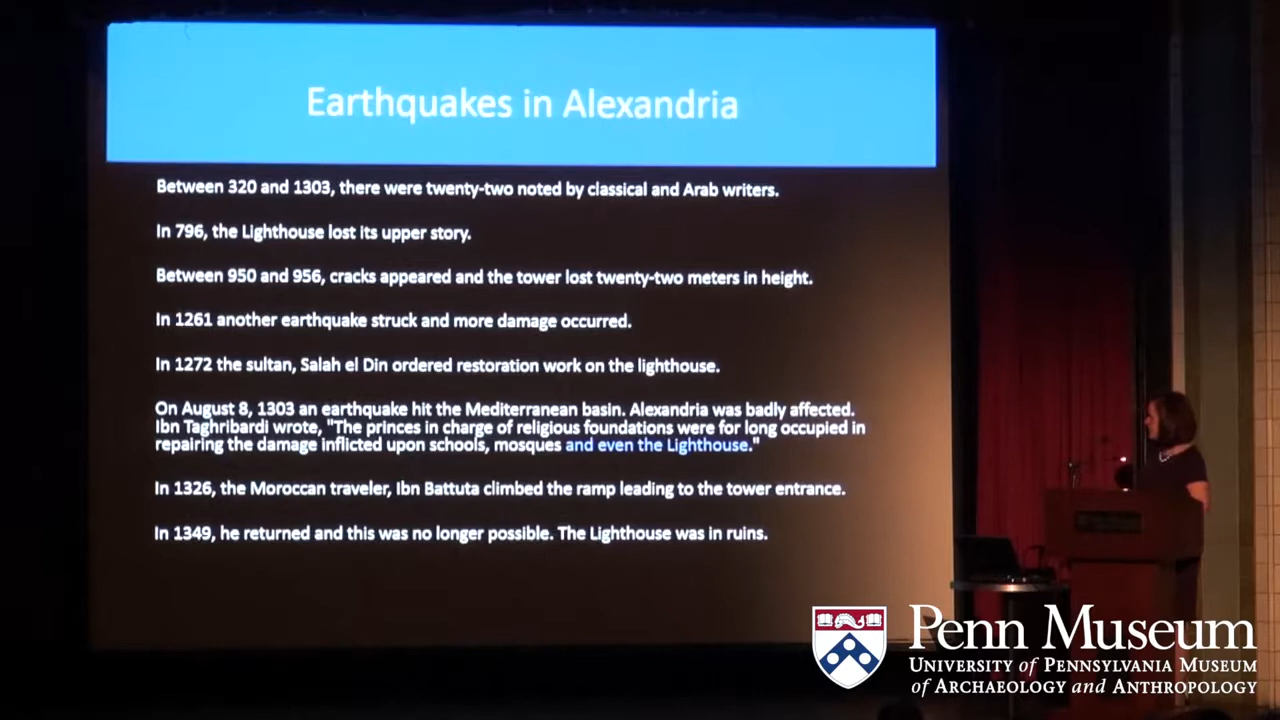 Earthquakes in Alexandria
Between 320 and 1303, there were twenty-two noted by classical and Arab writers.
In 796, the Lighthouse lost its upper story.
Between 950 and 956, cracks appeared and the tower lost twenty-two meters in height.
In 1261 another earthquake struck and more damage occurred.
In 1272 the sultan, Salah el Din ordered restoration work on the lighthouse.
On August 8, 1303 an earthquake hit the Mediterranean basin. Alexandria was badly affected.
Ibn Taghribardi wrote, "The princes in charge of religious foundations were for long occupied in
repairing the damage inflicted upon schools, mosques and even the Lighthouse."
In 1326, the Moroccan traveler, Ibn Battuta climbed the ramp leading to the tower entrance.
In 1349, he returned and this was no longer possible. The Lighthouse was in ruins.
Penn Museum
University of Pennsylvania Museum
of Archaeology and Anthropology